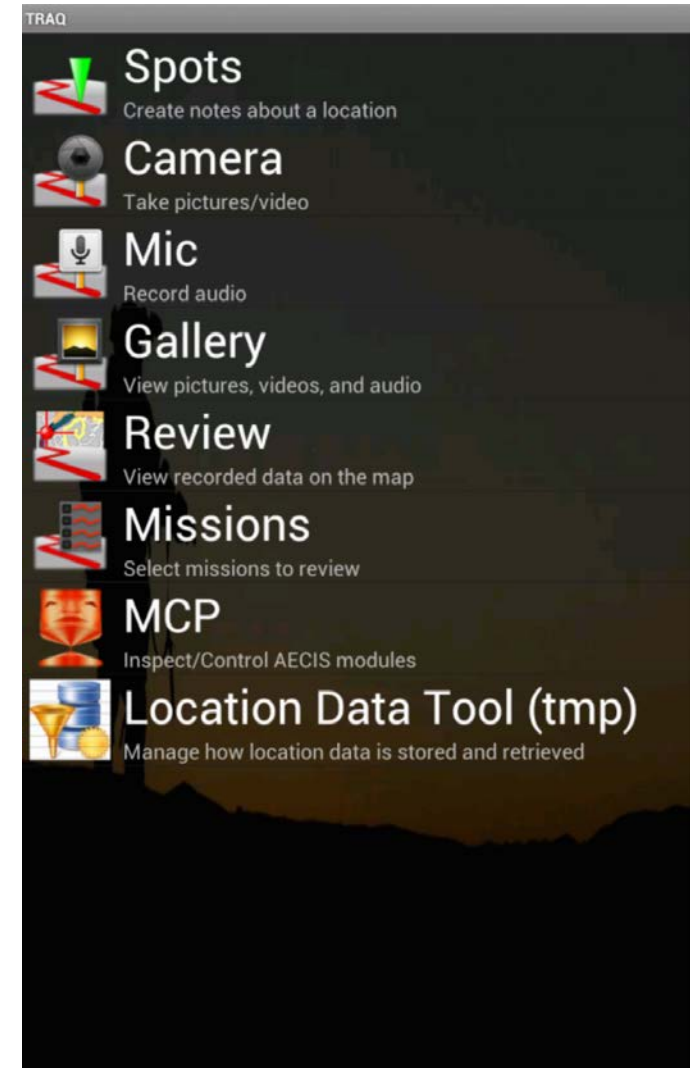 TRAQ
Spots
Create notes about a location
Camera
Take pictures/video
Mic
Record audio
Gallery
View pictures, videos, and audio
Review
View recorded data on the map
Missions
Select missions to review
MCP
Inspect/Control AECIS modules
Location Data Tool (tmp)
Manage how location data is stored and retrieved